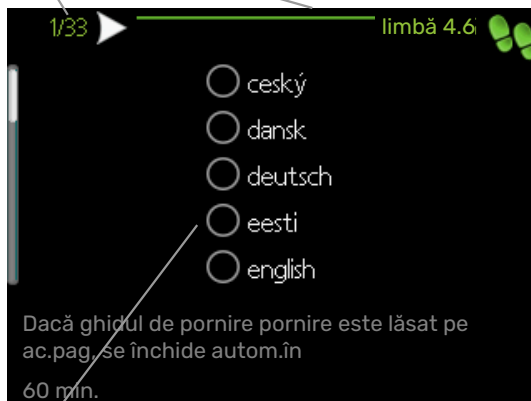 1/33
limbă 4.6
ceský
dansk
deutsch
eesti
english
Dacă ghidul de pornire pornire este lăsat pe
ac.pag, se închide autom.în
60 min.